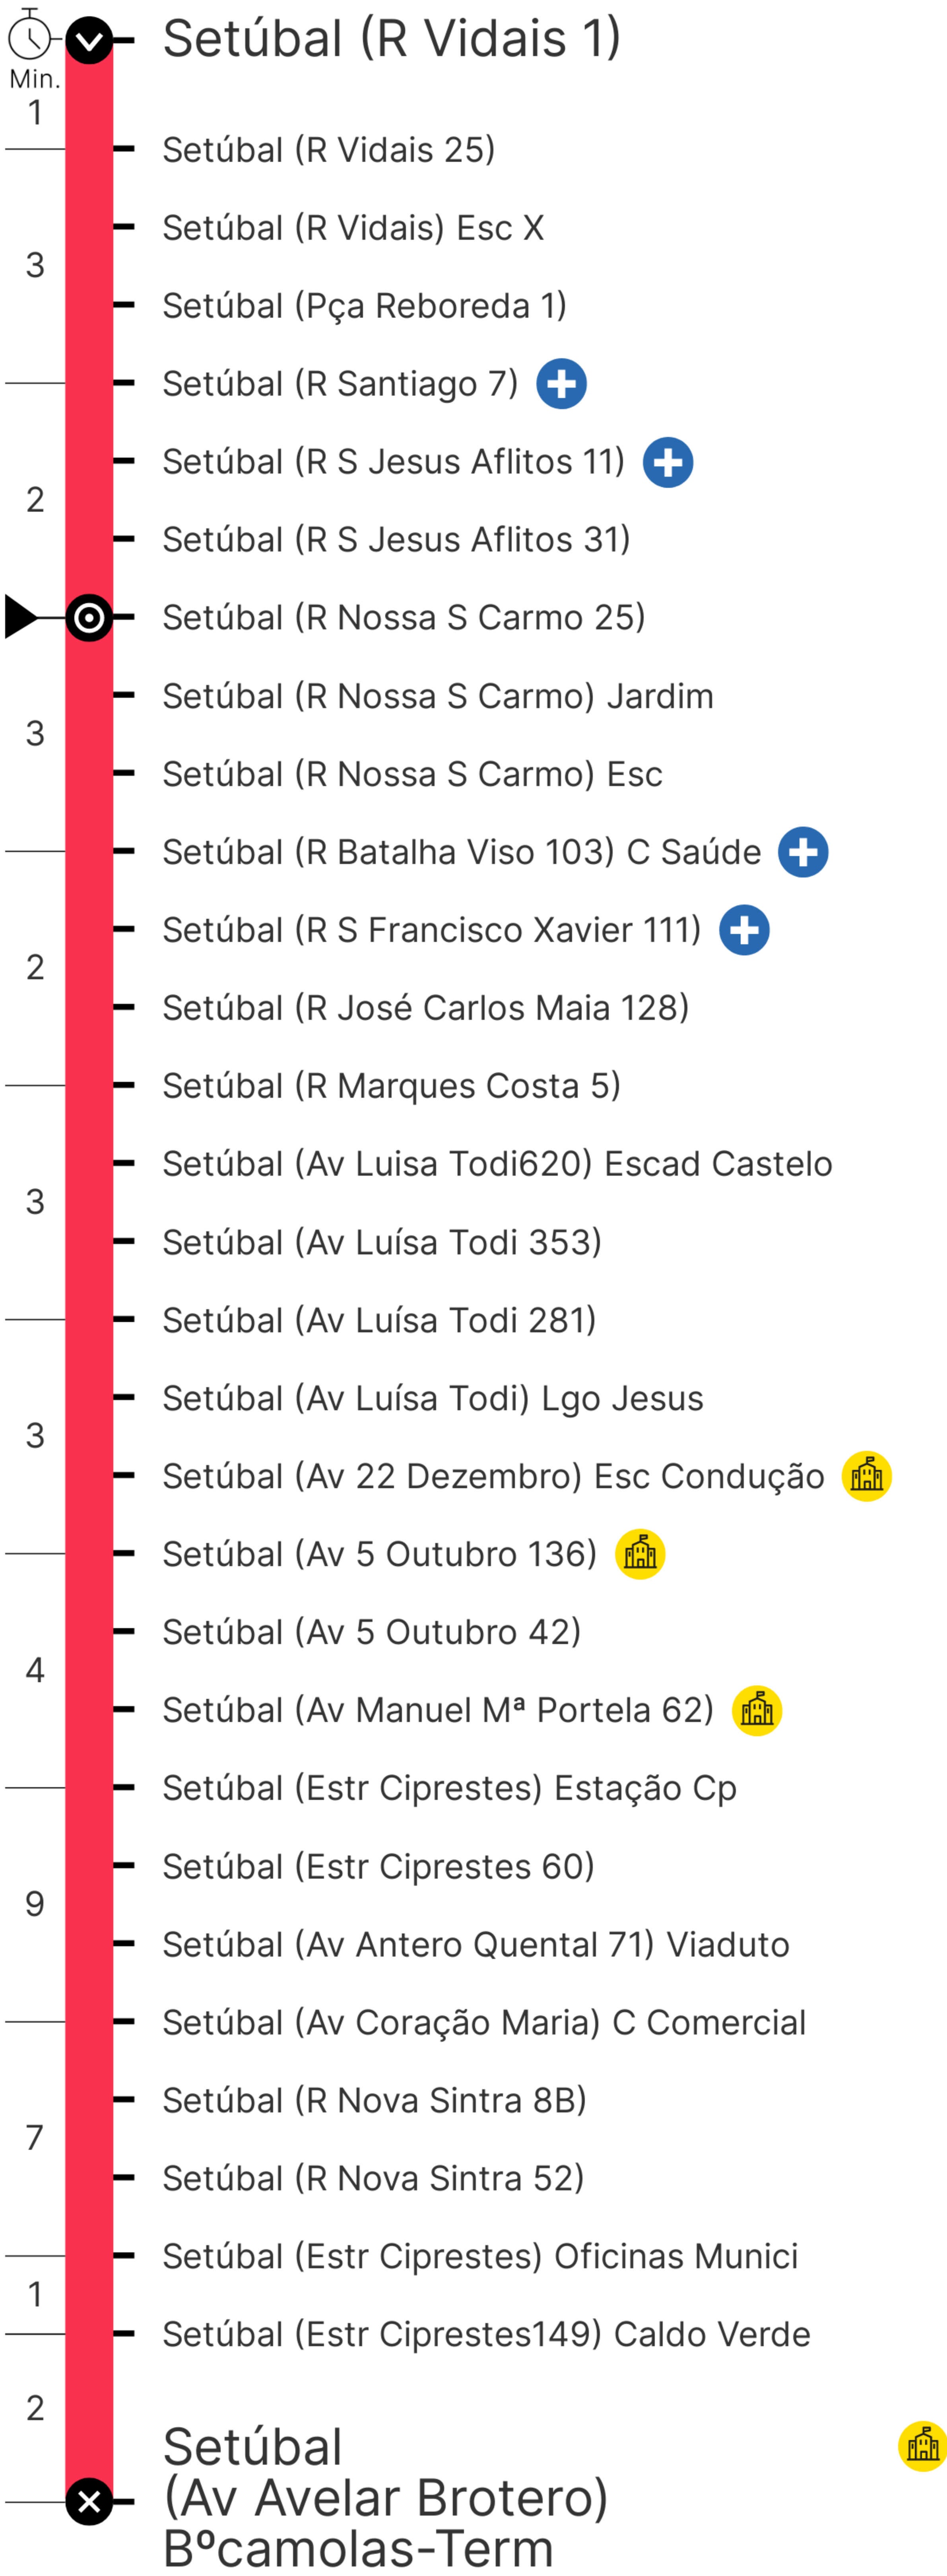 Setúbal (R Vidais 1)
Min.
1
Setúbal (R Vidais 25)
Setúbal (R Vidais) Esc X
3
Setúbal (Pça Reboreda 1)
Setúbal (R Santiago 7)
Setúbal (R S Jesus Aflitos 11)
2
Setúbal (R S Jesus Aflitos 31)
Setúbal (R Nossa S Carmo 25)
Setúbal (R Nossa S Carmo) Jardim
3
Setúbal (R Nossa S Carmo) Esc
Setúbal (R Batalha Viso 103) C Saúde
Setúbal (R S Francisco Xavier 111)
2
Setúbal (R José Carlos Maia 128)
Setúbal (R Marques Costa 5)
Setúbal (Av Luisa Todi620) Escad Castelo
3
Setúbal (Av Luísa Todi 353)
Setúbal (Av Luísa Todi 281)
Setúbal (Av Luísa Todi) Lgo Jesus
3
Setúbal (Av 22 Dezembro) Esc Condução
Setúbal (Av 5 Outubro 136)
Setúbal (Av 5 Outubro 42)
4
Setúbal (Av Manuel Mª Portela 62)
Setúbal (Estr Ciprestes) Estação Cp
Setúbal (Estr Ciprestes 60)
9
Setúbal (Av Antero Quental 71) Viaduto
Setúbal (Av Coração Maria) C Comercial
Setúbal (R Nova Sintra 8B)
7
Setúbal (R Nova Sintra 52)
Setúbal (Estr Ciprestes) Oficinas Munici
1
Setúbal (Estr Ciprestes149) Caldo Verde
2
Setúbal
(Av Avelar Brotero)
Bºcamolas-Term